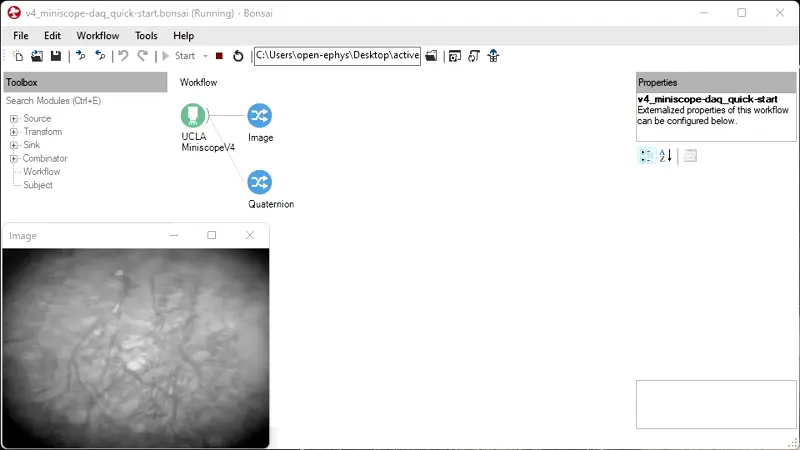 v4_miniscope-daq_quick-start.bonsai (Running) - Bonsai
File Edit Workflow Tools Help
Start C:\Users\open-ephys\Desktop\active
Toolbox
Search Modules (Ctrl+E)
Source
Transform
Sink
Combinator
Workflow
Subject
Workflow
UCLA
MiniscopeV4
Image
Quaternion
Properties
v4_miniscope-daq_quick-start
Externalized properties of this workflow
can be configured below.
A
Z
Image